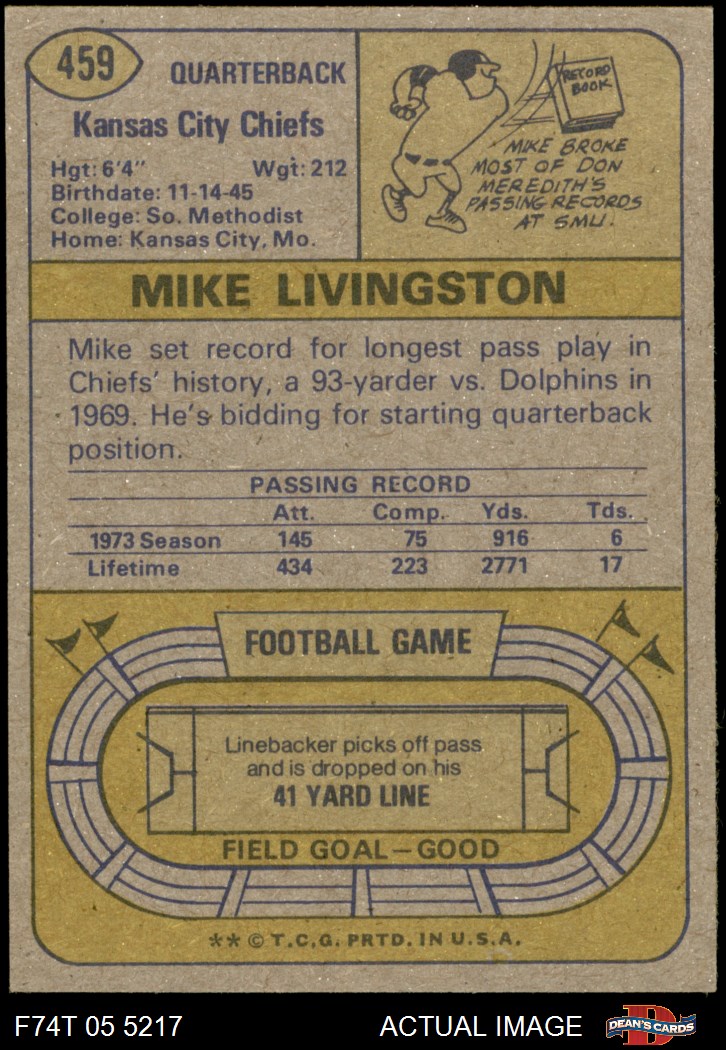 459
QUARTERBACK
Kansas City Chiefs
Hgt: 6'4" Wgt: 212
Birthdate: 11-14-45
College: So. Methodist
Home: Kansas City, Mo.
RECORD
BOOK
MIKE BROKE
MOST OF DON
MEREDITH'S
PASSING RECORDS
AT SMU.
MIKE LIVINGSTON
Mike set record for longest pass play in
Chiefs' history, a 93-yarder vs. Dolphins in
1969. He's bidding for starting quarterback
position.
PASSING RECORD
Att. Comp. Yds. Tds.
1973 Season 145 75 916 6
Lifetime 434 223 2771 17
FOOTBALL GAME
Linebacker picks off pass
and is dropped on his
41 YARD LINE
FIELD GOAL—GOOD
** © T.C.G. PRTD. IN U.S.A.
F74T 05 5217 ACTUAL IMAGE
D
DEAN'S CARDS